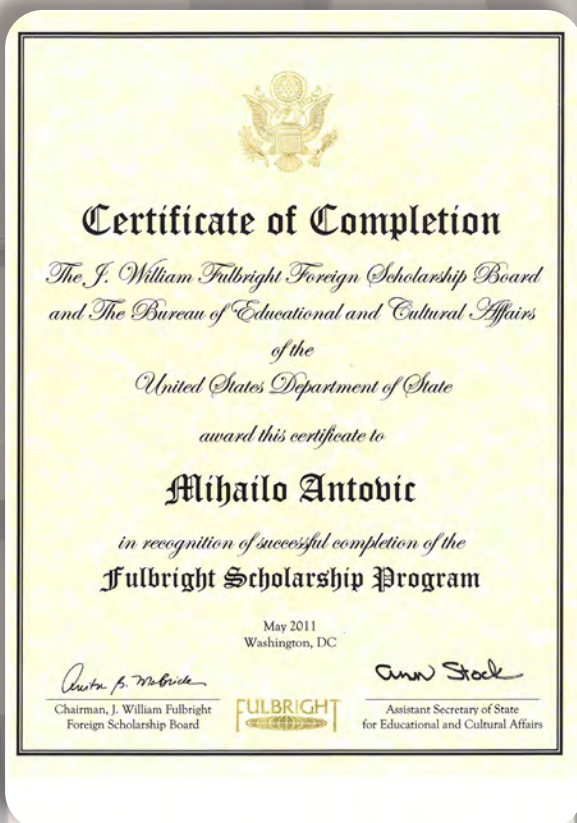 Certificate of Completion
The J. William Fulbright Foreign Scholarship Board
and The Bureau of Educational and Cultural Affairs
of the
United States Department of State
award this certificate to
Mihailo Antovic
in recognition of successful completion of the
Fulbright Scholarship Program
May 2011
Washington, DC
Anita B. McBride
Ann Stock
Chairman, J. William Fulbright
Foreign Scholarship Board
FULBRIGHT
Assistant Secretary of State
for Educational and Cultural Affairs